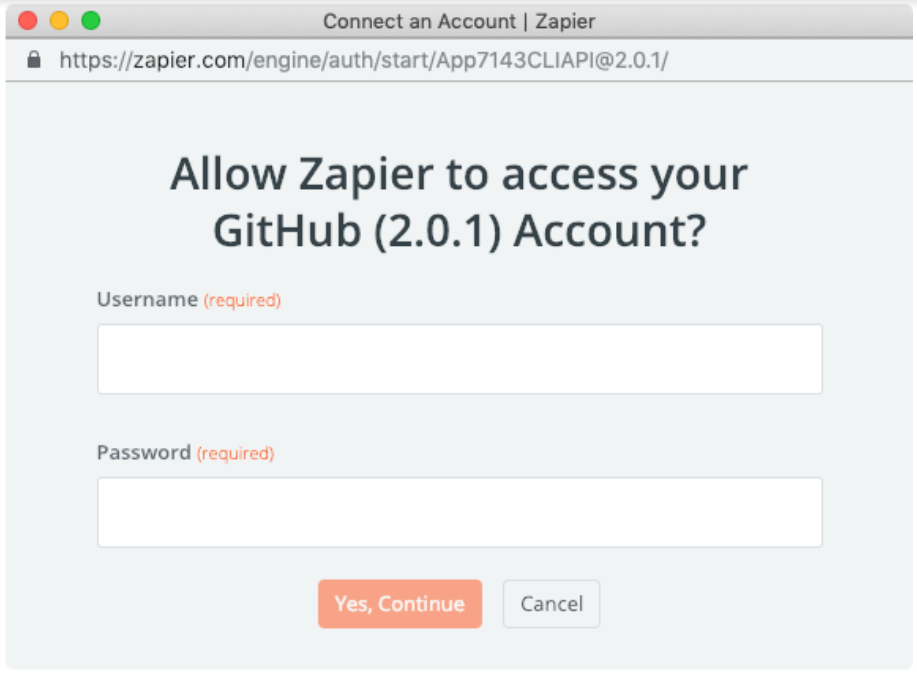 Connect an Account | Zapier
https://zapier.com/engine/auth/start/App7143CLIAPI@2.0.1/
Allow Zapier to access your
GitHub (2.0.1) Account?
Username (required)
Password (required)
Yes, Continue
Cancel